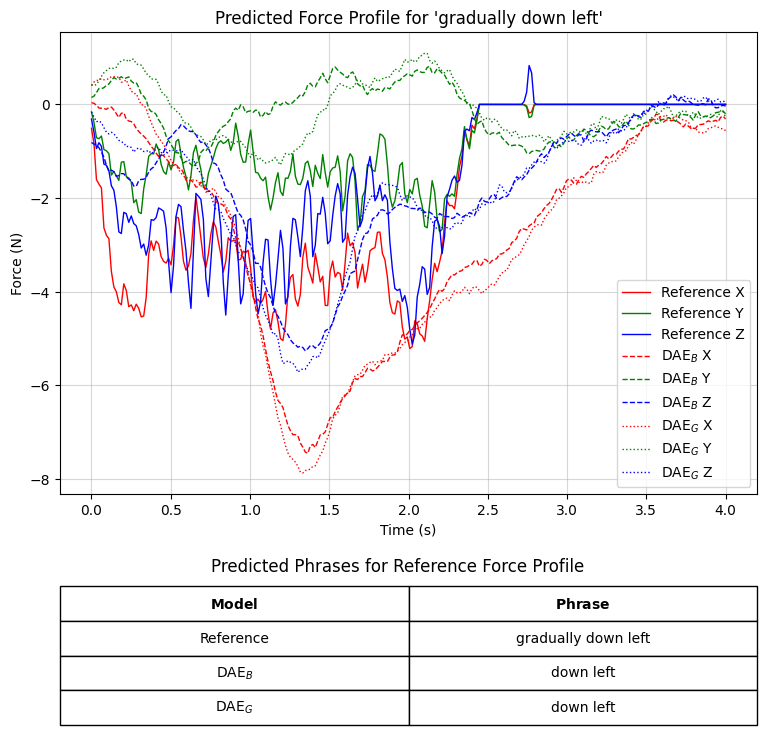 Predicted Force Profile for 'gradually down left'
Force (N)
0
−2
−4
−6
−8
0.0 0.5 1.0 1.5 2.0 2.5 3.0 3.5 4.0
Time (s)
Reference X
Reference Y
Reference Z
DAE_B X
DAE_B Y
DAE_B Z
DAE_G X
DAE_G Y
DAE_G Z
Predicted Phrases for Reference Force Profile
Model Phrase
Reference gradually down left
DAE_B down left
DAE_G down left